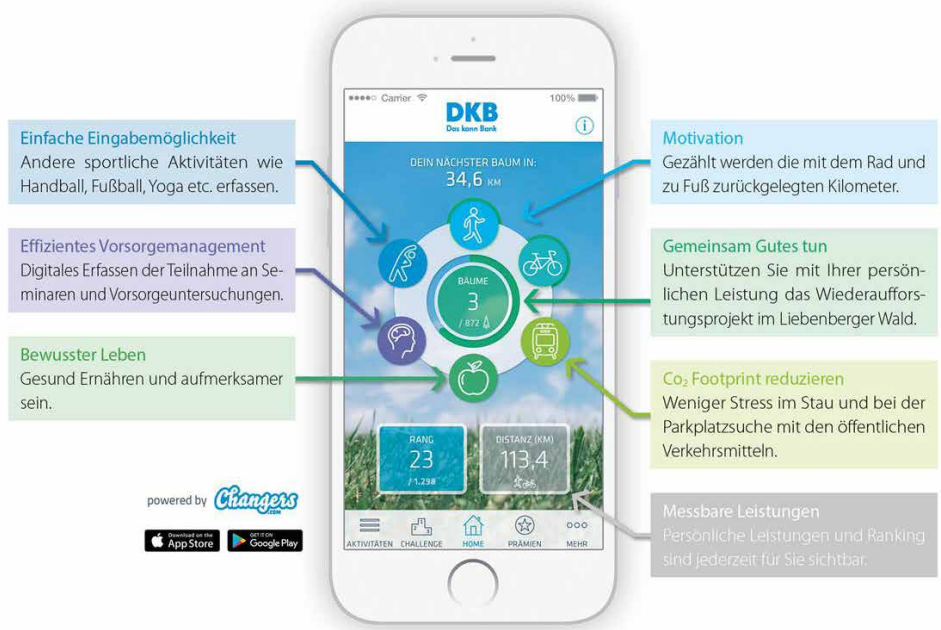 Einfache Eingabemöglichkeit
Andere sportliche Aktivitäten wie
Handball, Fußball, Yoga etc. erfassen.
Effizientes Vorsorgemanagement
Digitales Erfassen der Teilnahme an Se-
minaren und Vorsorgeuntersuchungen.
Bewusster Leben
Gesund Ernähren und aufmerksamer
sein.
powered by Changers
.COM
Download on the
App Store
GET IT ON
Google Play
Carrier
100%
DKB
Das kann Bank
i
DEIN NÄCHSTER BAUM IN:
34,6 KM
BÄUME
3
/ 872
RANG
23
/ 1.298
DISTANZ (KM)
113,4
AKTIVITÄTEN
CHALLENGE
HOME
PRÄMIEN
MEHR
Motivation
Gezählt werden die mit dem Rad und
zu Fuß zurückgelegten Kilometer.
Gemeinsam Gutes tun
Unterstützen Sie mit Ihrer persön-
lichen Leistung das Wiederauffors-
tungsprojekt im Liebenberger Wald.
Co₂ Footprint reduzieren
Weniger Stress im Stau und bei der
Parkplatzsuche mit den öffentlichen
Verkehrsmitteln.
Messbare Leistungen
Persönliche Leistungen und Ranking
sind jederzeit für Sie sichtbar.